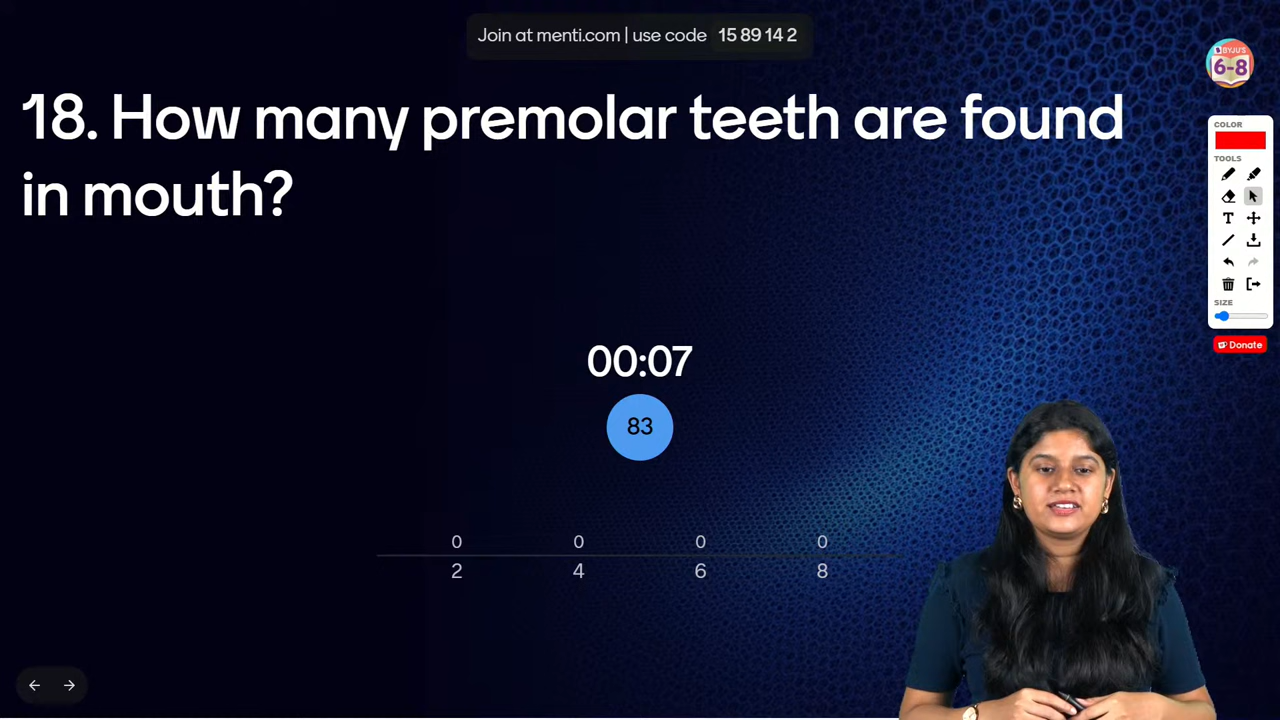 Join at menti.com | use code 15 89 14 2
BYJU'S
6-8
18. How many premolar teeth are found
in mouth?
COLOR
TOOLS
T
SIZE
Donate
00:07
83
0 0 0 0
2 4 6 8